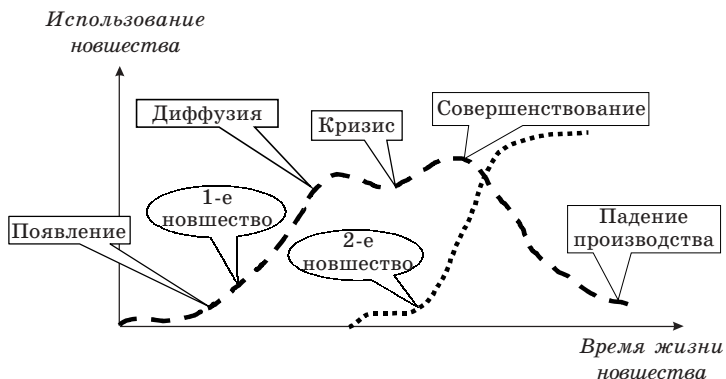 Использование
новшества
Диффузия
Кризис
Совершенствование
1-е
новшество
Появление
2-е
новшество
Падение
производства
Время жизни
новшества